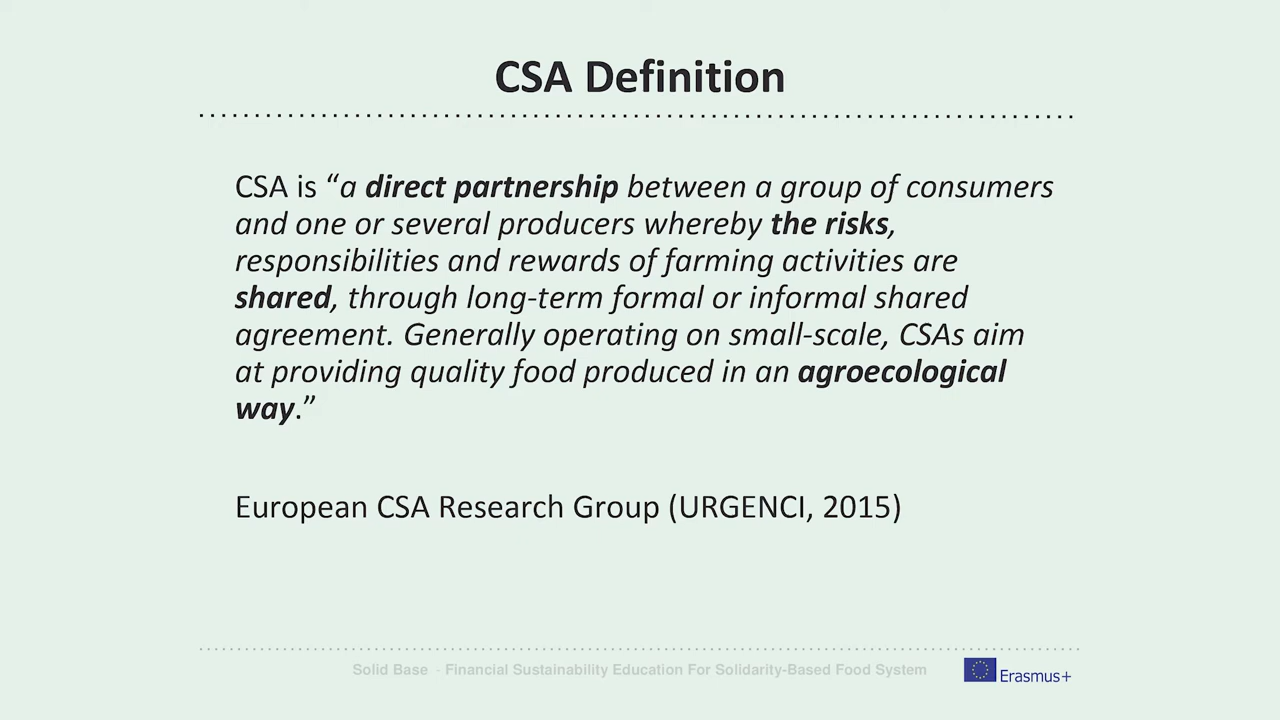 CSA Definition
CSA is “a direct partnership between a group of consumers
and one or several producers whereby the risks,
responsibilities and rewards of farming activities are
shared, through long-term formal or informal shared
agreement. Generally operating on small-scale, CSAs aim
at providing quality food produced in an agroecological
way.”
European CSA Research Group (URGENCI, 2015)
Solid Base - Financial Sustainability Education For Solidarity-Based Food System
Erasmus+